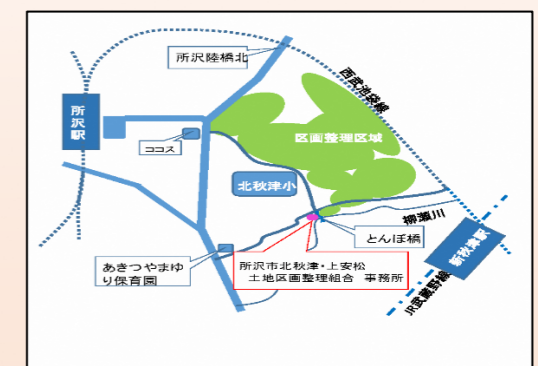 所沢陸橋北
西武池袋線
所沢駅
ココス
区画整理区域
北秋津小
柳瀬川
とんぼ橋
新秋津駅
あきつやまゆ
り保育園
所沢市北秋津・上安松
土地区画整理組合 事務所
JR武蔵野線